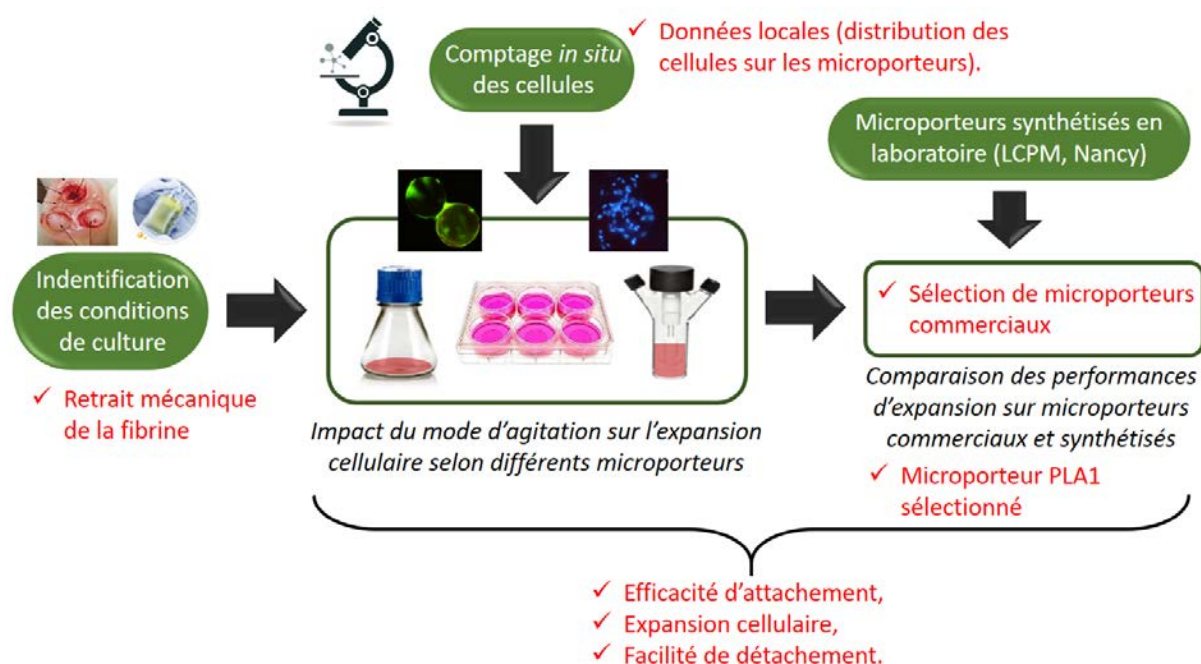 Comptage in situ
des cellules
✓ Données locales (distribution des
cellules sur les microporteurs).
Microporteurs synthétisés en
laboratoire (LCPM, Nancy)
Indentification
des conditions
de culture
✓ Retrait mécanique
de la fibrine
Impact du mode d'agitation sur l'expansion
cellulaire selon différents microporteurs
✓ Sélection de microporteurs
commerciaux
Comparaison des performances
d'expansion sur microporteurs
commerciaux et synthétisés
✓ Microporteur PLA1
sélectionné
✓ Efficacité d'attachement,
✓ Expansion cellulaire,
✓ Facilité de détachement.